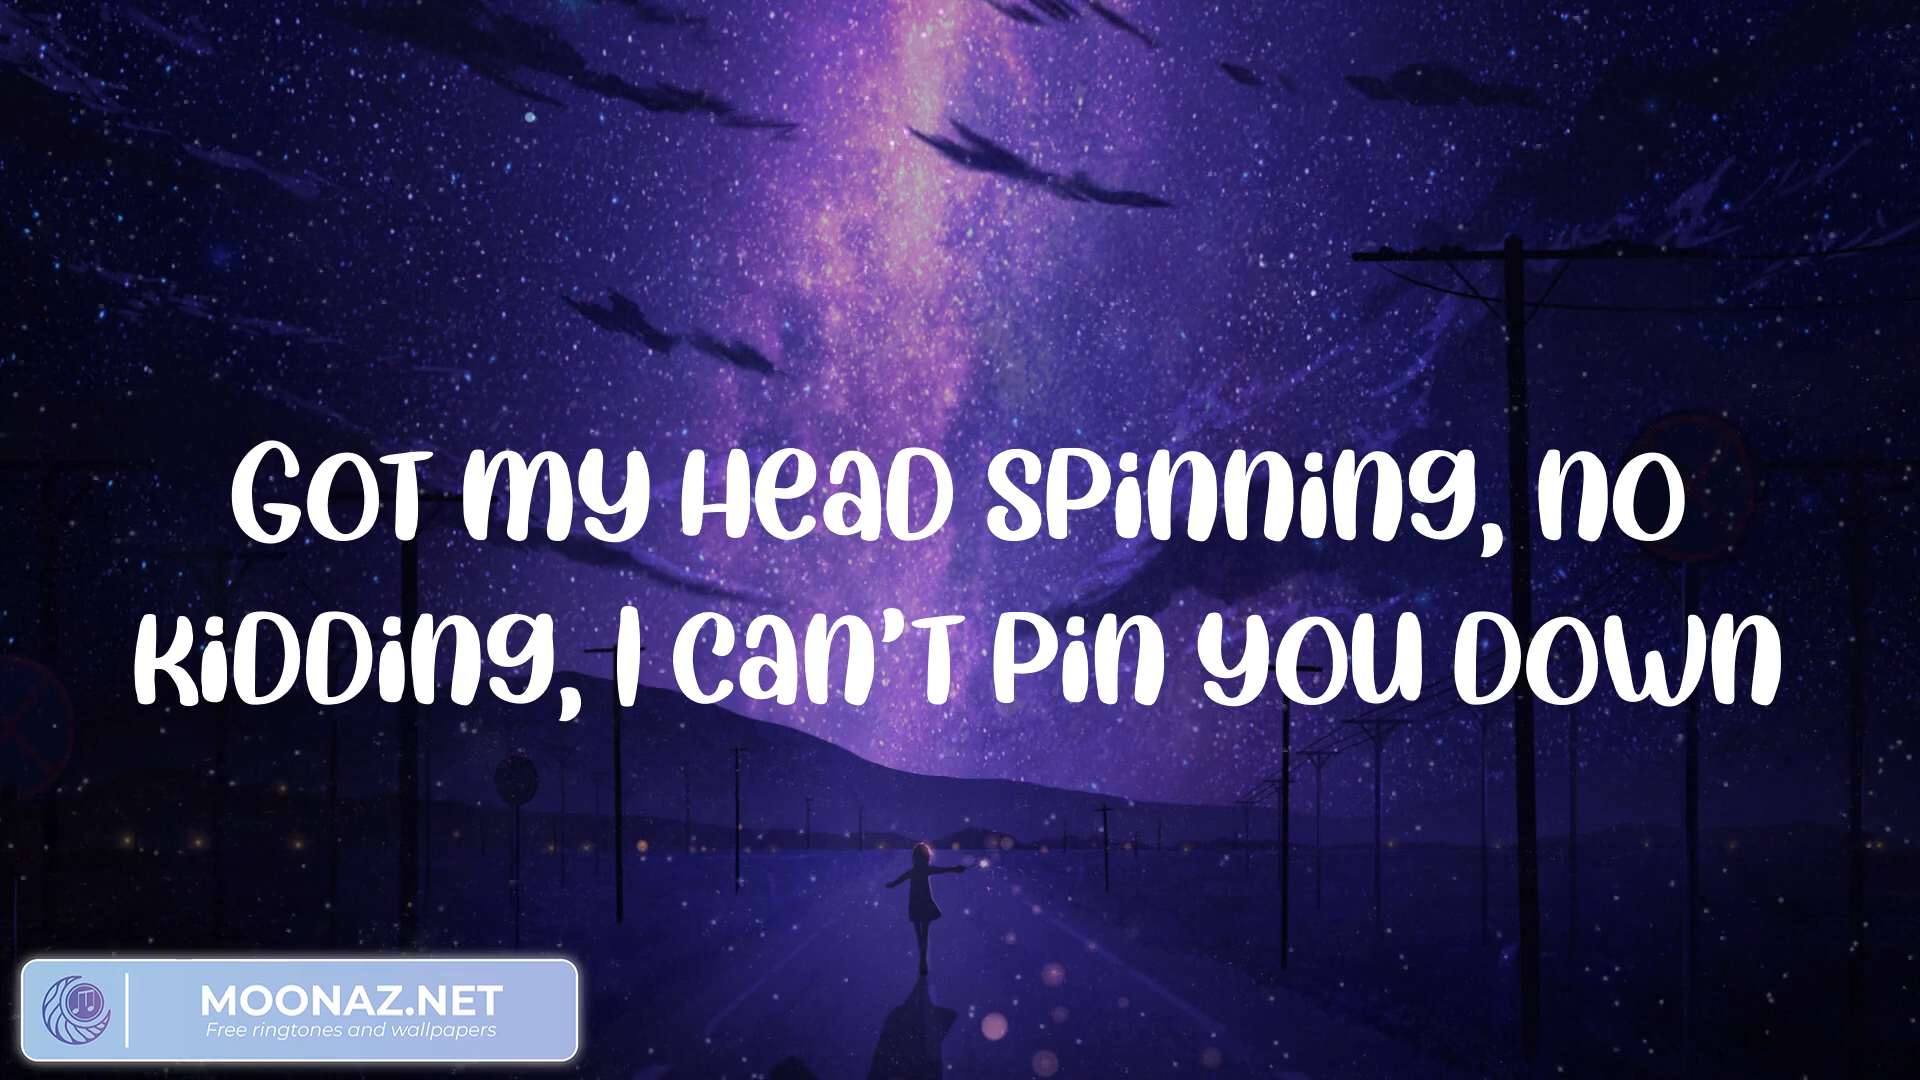 Got my head spinning, no
kidding, I can't pin you down
MOONAZ.NET
Free ringtones and wallpapers